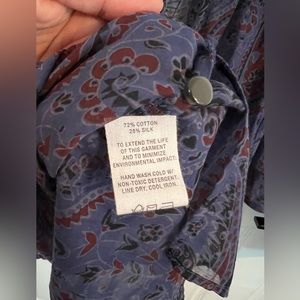 72% COTTON
28% SILK
TO EXTEND THE LIFE
OF THIS GARMENT
AND TO MINIMIZE
ENVIRONMENTAL IMPACT:
HAND WASH COLD W/
NON-TOXIC DETERGENT.
LINE DRY, COOL IRON.